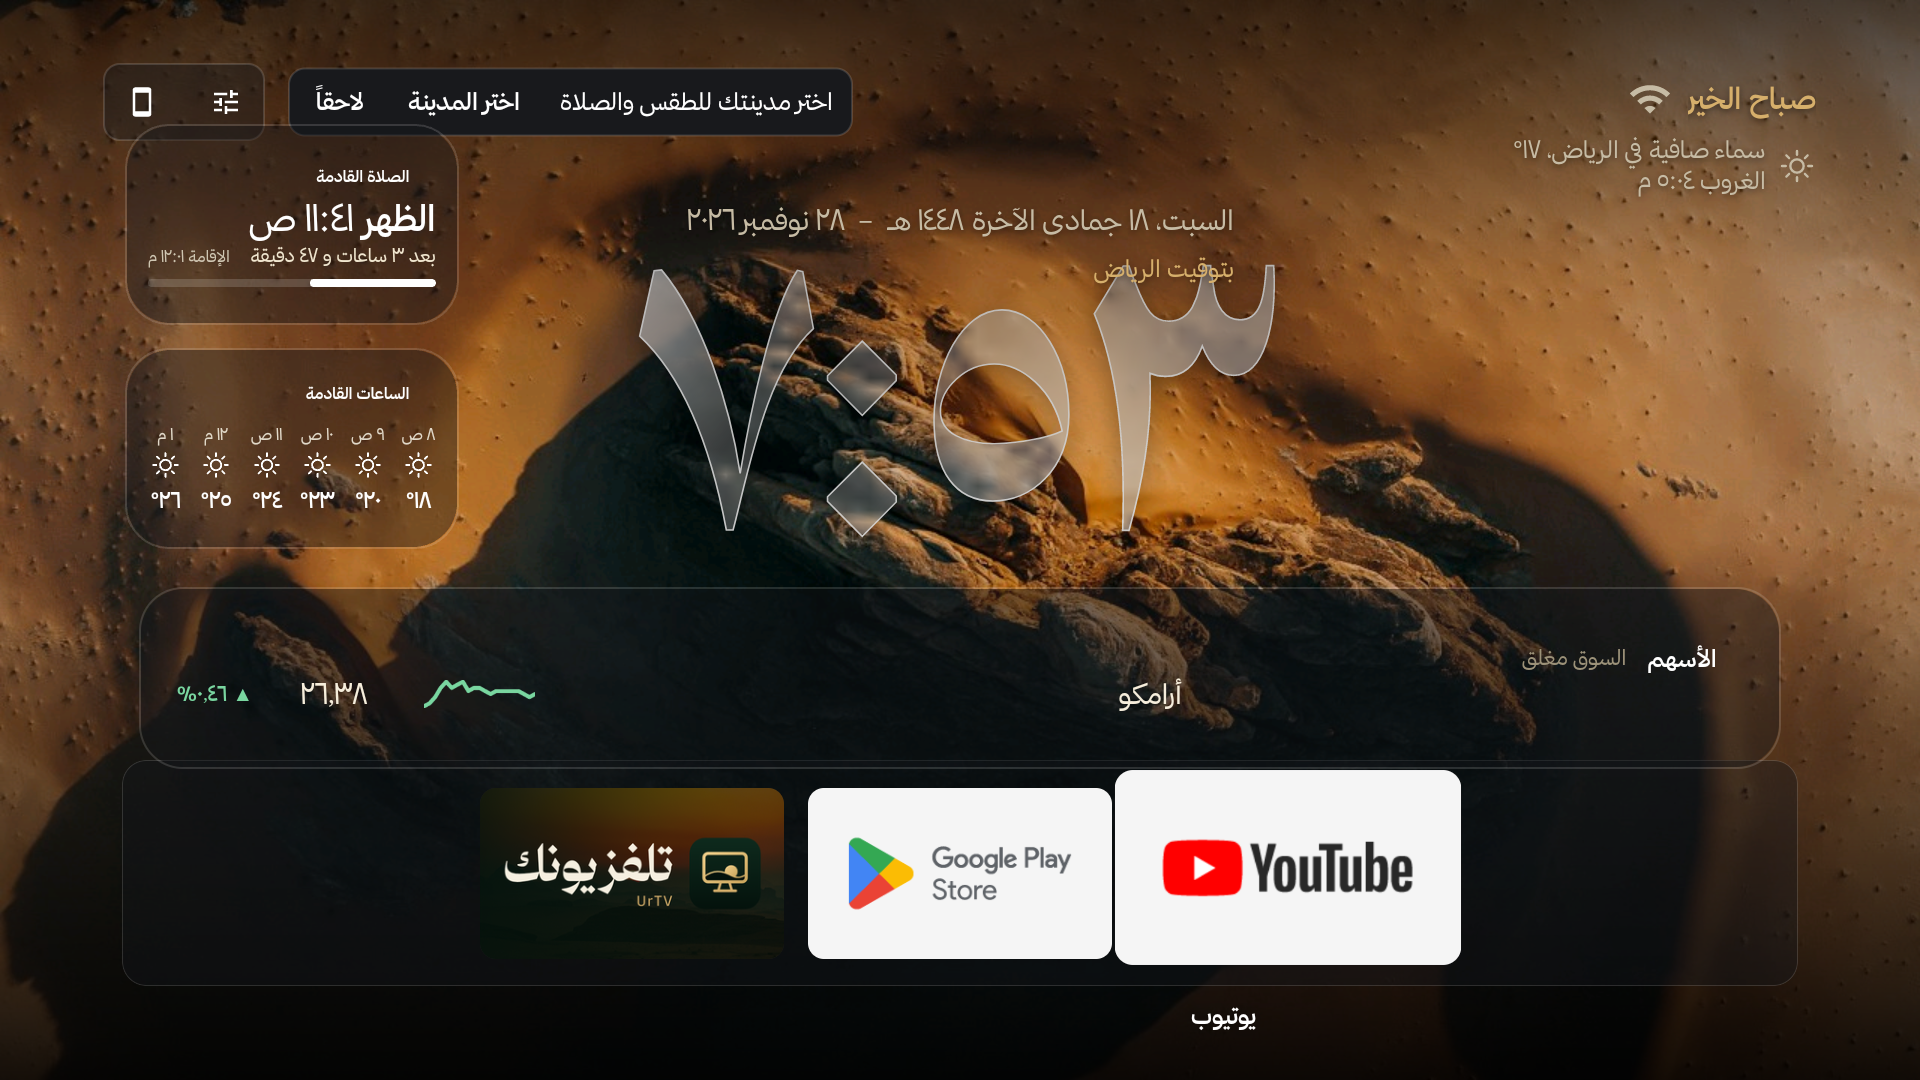 صباح الخير
سماء صافية في الرياض، ١٧°
الغروب ٥:٠٤ م
اختر مدينتك للطقس والصلاة
اختر المدينة
لاحقاً
السبت، ١٨ جمادى الآخرة ١٤٤٨ هـ – ٢٨ نوفمبر ٢٠٢٦
بتوقيت الرياض
٧:٥٣
الصلاة القادمة
الظهر ١١:٤١ ص
بعد ٣ ساعات و ٤٧ دقيقة
الإقامة ١٢:٠١ م
الساعات القادمة
٨ ص ٩ ص ١٠ ص ١١ ص ١٢ م ١ م
١٨° ٢٠° ٢٣° ٢٤° ٢٥° ٢٦°
الأسهم السوق مغلق
أرامكو ٢٦,٣٨ ▲ ٠,٤٦%
YouTube
Google Play
Store
تلفزيونك
UrTV
يوتيوب